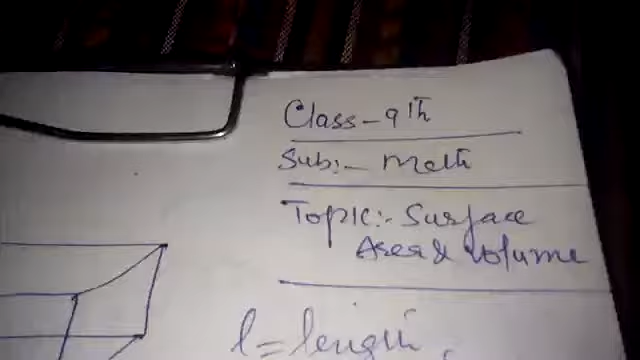 Class - 9th
Sub:- Math
Topic:- Surface
Area & Volume
l = length